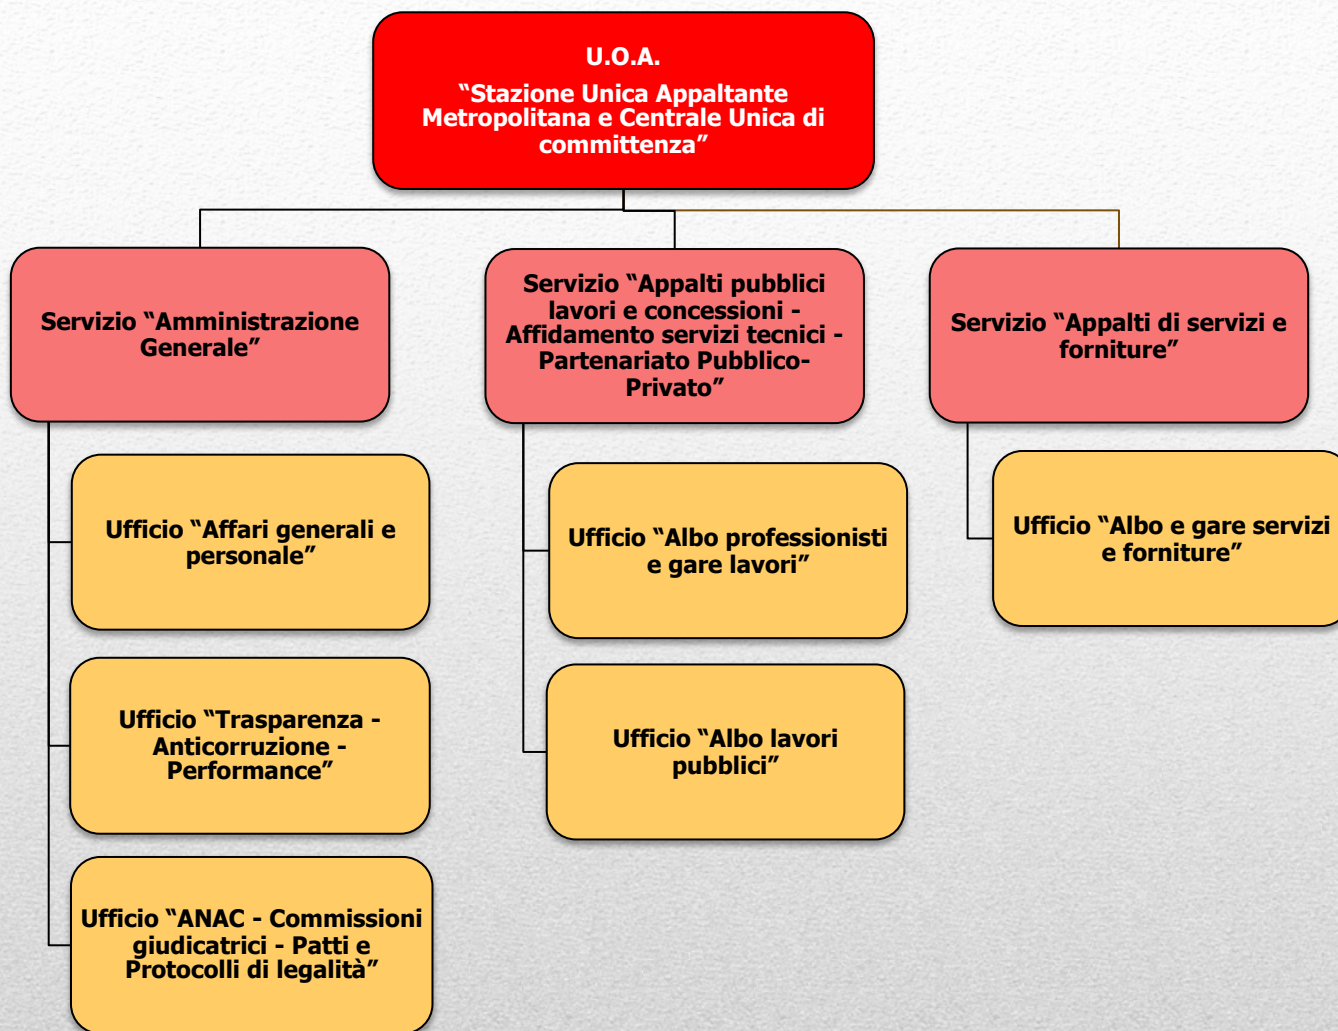 U.O.A.
“Stazione Unica Appaltante
Metropolitana e Centrale Unica di
committenza”
Servizio “Amministrazione
Generale”
Servizio “Appalti pubblici
lavori e concessioni -
Affidamento servizi tecnici -
Partenariato Pubblico-
Privato”
Servizio “Appalti di servizi e
forniture”
Ufficio “Affari generali e
personale”
Ufficio “Albo professionisti
e gare lavori”
Ufficio “Albo e gare servizi
e forniture”
Ufficio “Trasparenza -
Anticorruzione -
Performance”
Ufficio “Albo lavori
pubblici”
Ufficio “ANAC - Commissioni
giudicatrici - Patti e
Protocolli di legalità”